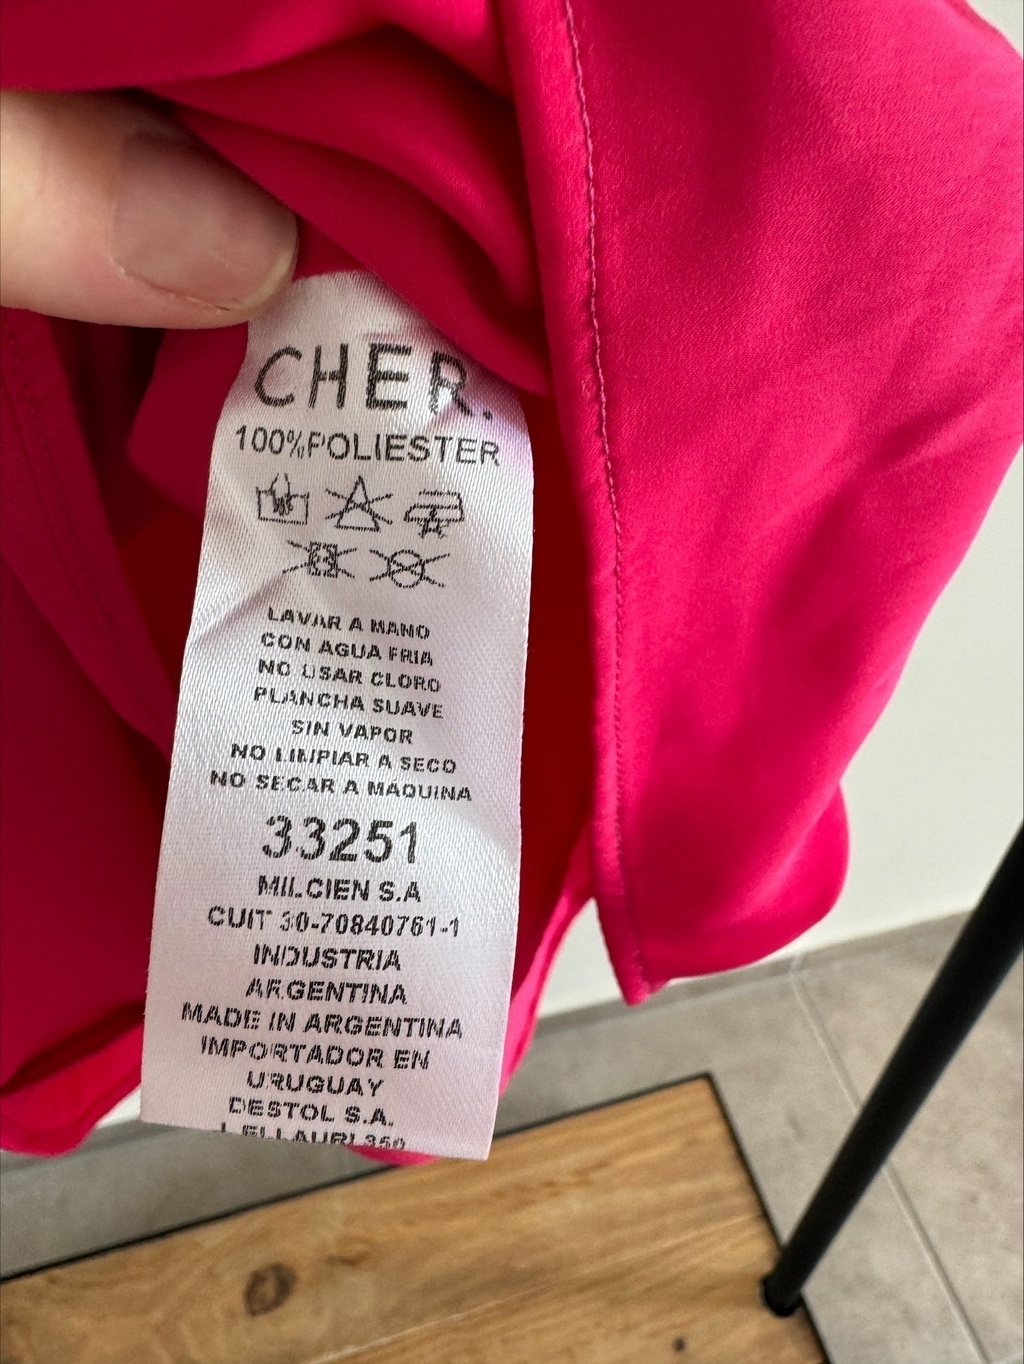 CHER.
100%POLIESTER
LAVAR A MANO
CON AGUA FRIA
NO USAR CLORO
PLANCHA SUAVE
SIN VAPOR
NO LIMPIAR A SECO
NO SECAR A MAQUINA
33251
MILCIEN S.A
CUIT 30-70840761-1
INDUSTRIA
ARGENTINA
MADE IN ARGENTINA
IMPORTADOR EN
URUGUAY
DESTOL S.A.
350